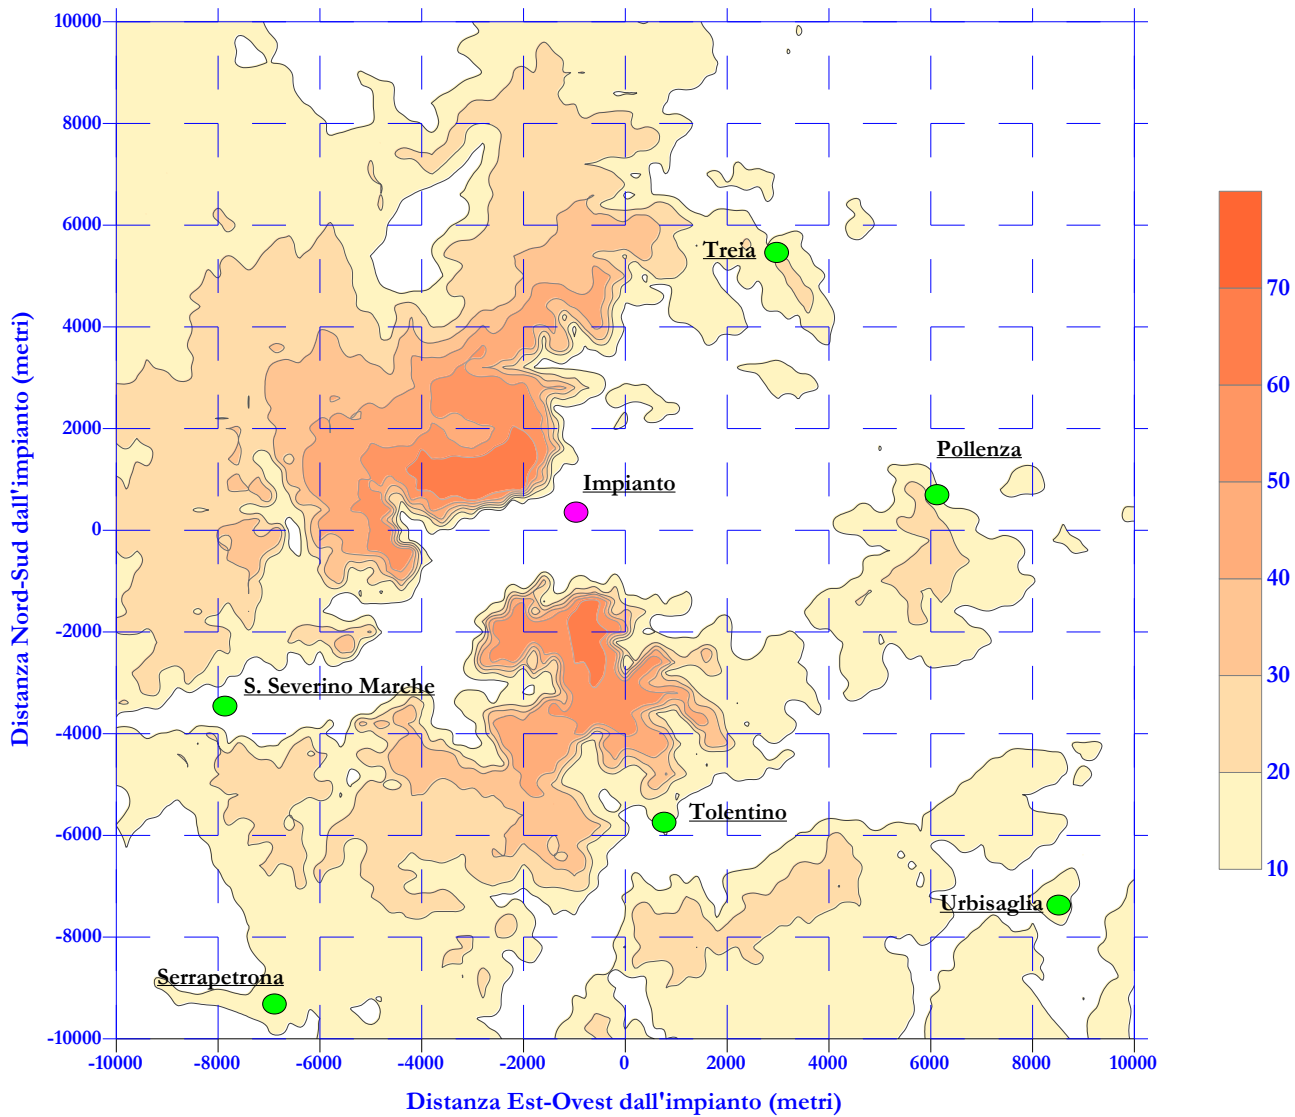 10000
8000
6000
4000
2000
0
-2000
-4000
-6000
-8000
-10000
-10000 -8000 -6000 -4000 -2000 0 2000 4000 6000 8000 10000
Distanza Nord-Sud dall'impianto (metri)
Distanza Est-Ovest dall'impianto (metri)
Treia
Pollenza
Impianto
S. Severino Marche
Tolentino
Urbisaglia
Serrapetrona
70
60
50
40
30
20
10